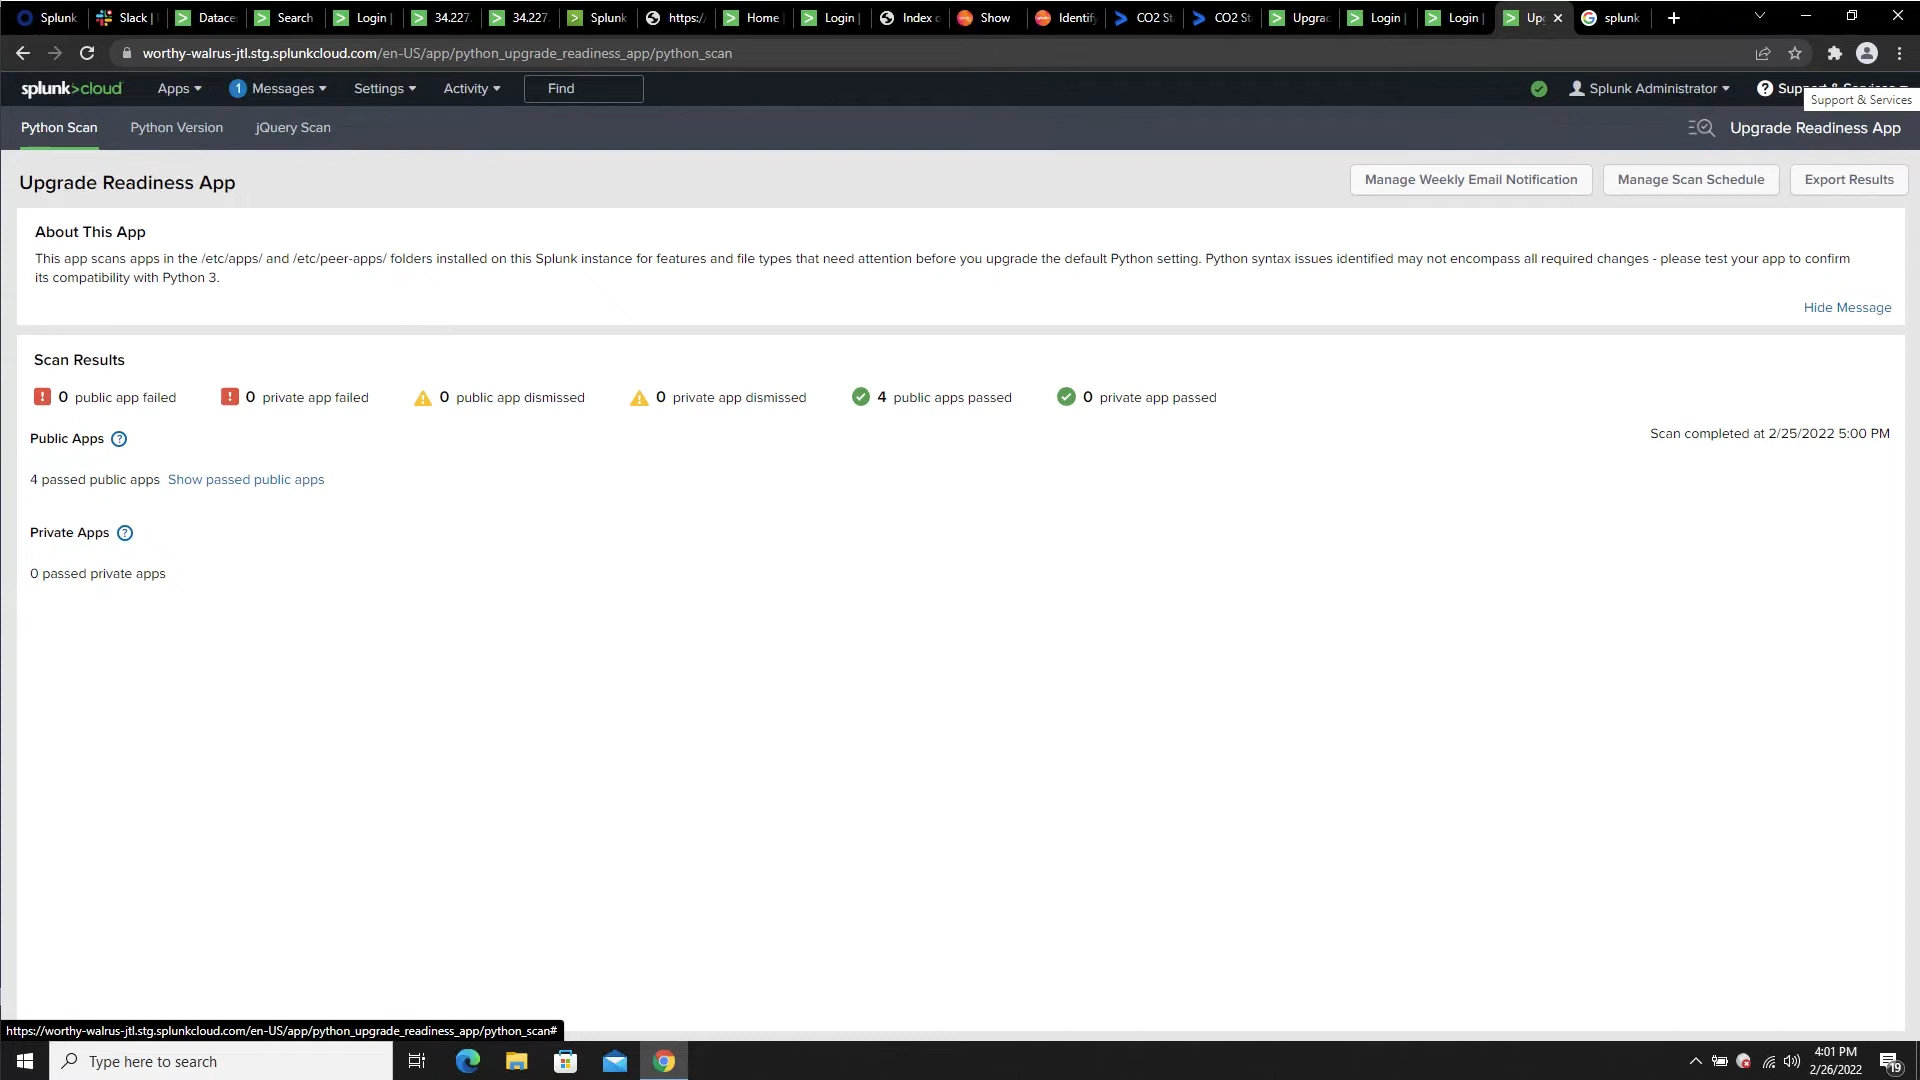 Splunk
Slack |
Datace
Search
Login |
34.227.
34.227.
Splunk
https:/
Home
Login |
Index o
Show
Identify
CO2 St
CO2 St
Upgrad
Login |
Login |
Up
splunk
worthy-walrus-jtl.stg.splunkcloud.com/en-US/app/python_upgrade_readiness_app/python_scan
splunk>cloud
Apps
1
Messages
Settings
Activity
Find
Splunk Administrator
? Support & Services
Support & Services
Python Scan
Python Version
jQuery Scan
Upgrade Readiness App
Upgrade Readiness App
Manage Weekly Email Notification
Manage Scan Schedule
Export Results
About This App
This app scans apps in the /etc/apps/ and /etc/peer-apps/ folders installed on this Splunk instance for features and file types that need attention before you upgrade the default Python setting. Python syntax issues identified may not encompass all required changes - please test your app to confirm
its compatibility with Python 3.
Hide Message
Scan Results
! 0 public app failed
! 0 private app failed
! 0 public app dismissed
! 0 private app dismissed
4 public apps passed
0 private app passed
Public Apps ?
Scan completed at 2/25/2022 5:00 PM
4 passed public apps Show passed public apps
Private Apps ?
0 passed private apps
https://worthy-walrus-jtl.stg.splunkcloud.com/en-US/app/python_upgrade_readiness_app/python_scan#
Type here to search
4:01 PM
2/26/2022
19